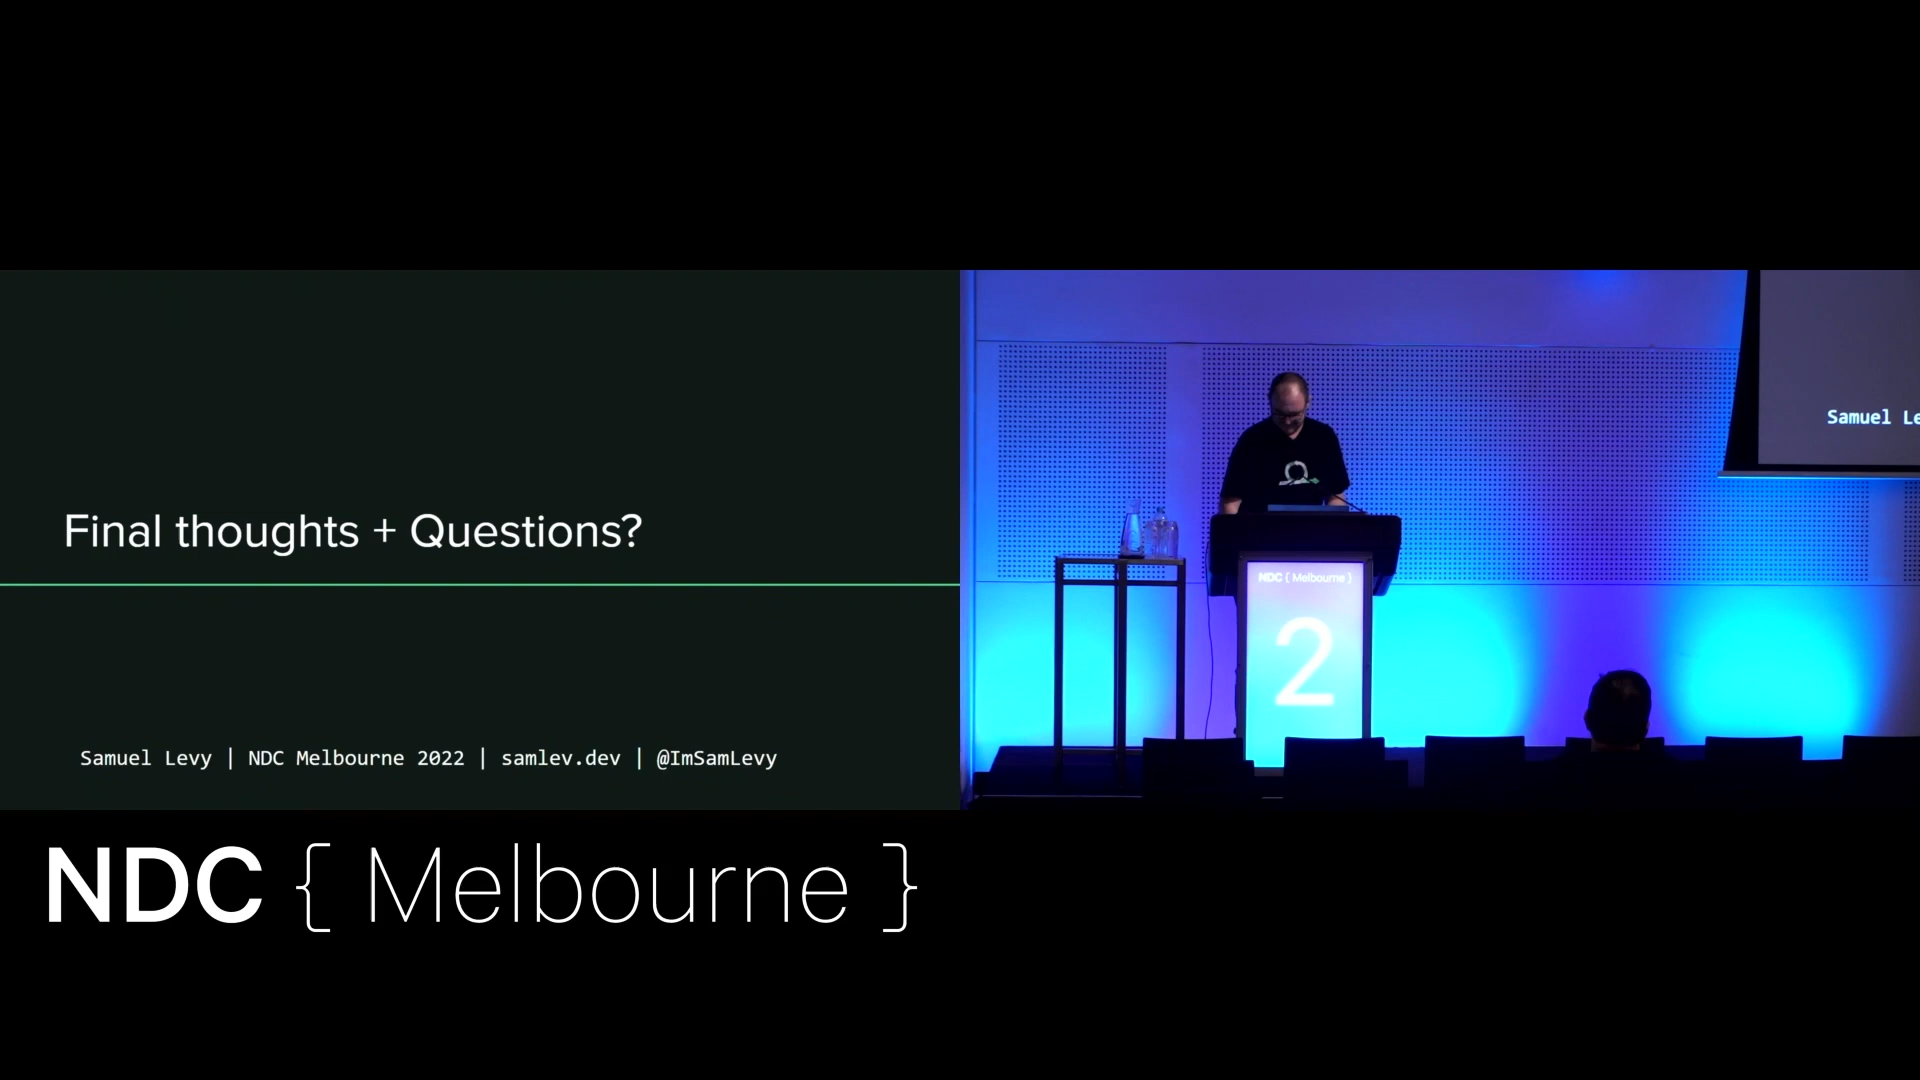 Final thoughts + Questions?
Samuel Levy | NDC Melbourne 2022 | samlev.dev | @ImSamLevy
Samuel Le
NDC { Melbourne }
2
NDC { Melbourne }